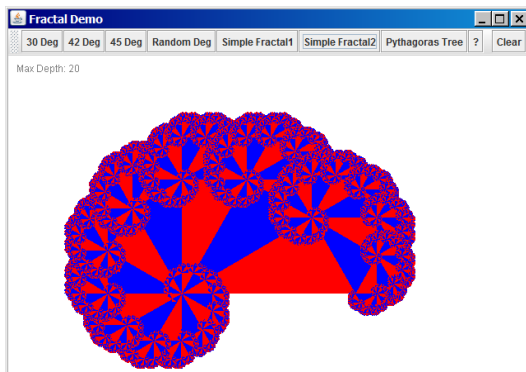 Fractal Demo
30 Deg 42 Deg 45 Deg Random Deg Simple Fractal1 Simple Fractal2 Pythagoras Tree ? Clear
Max Depth: 20